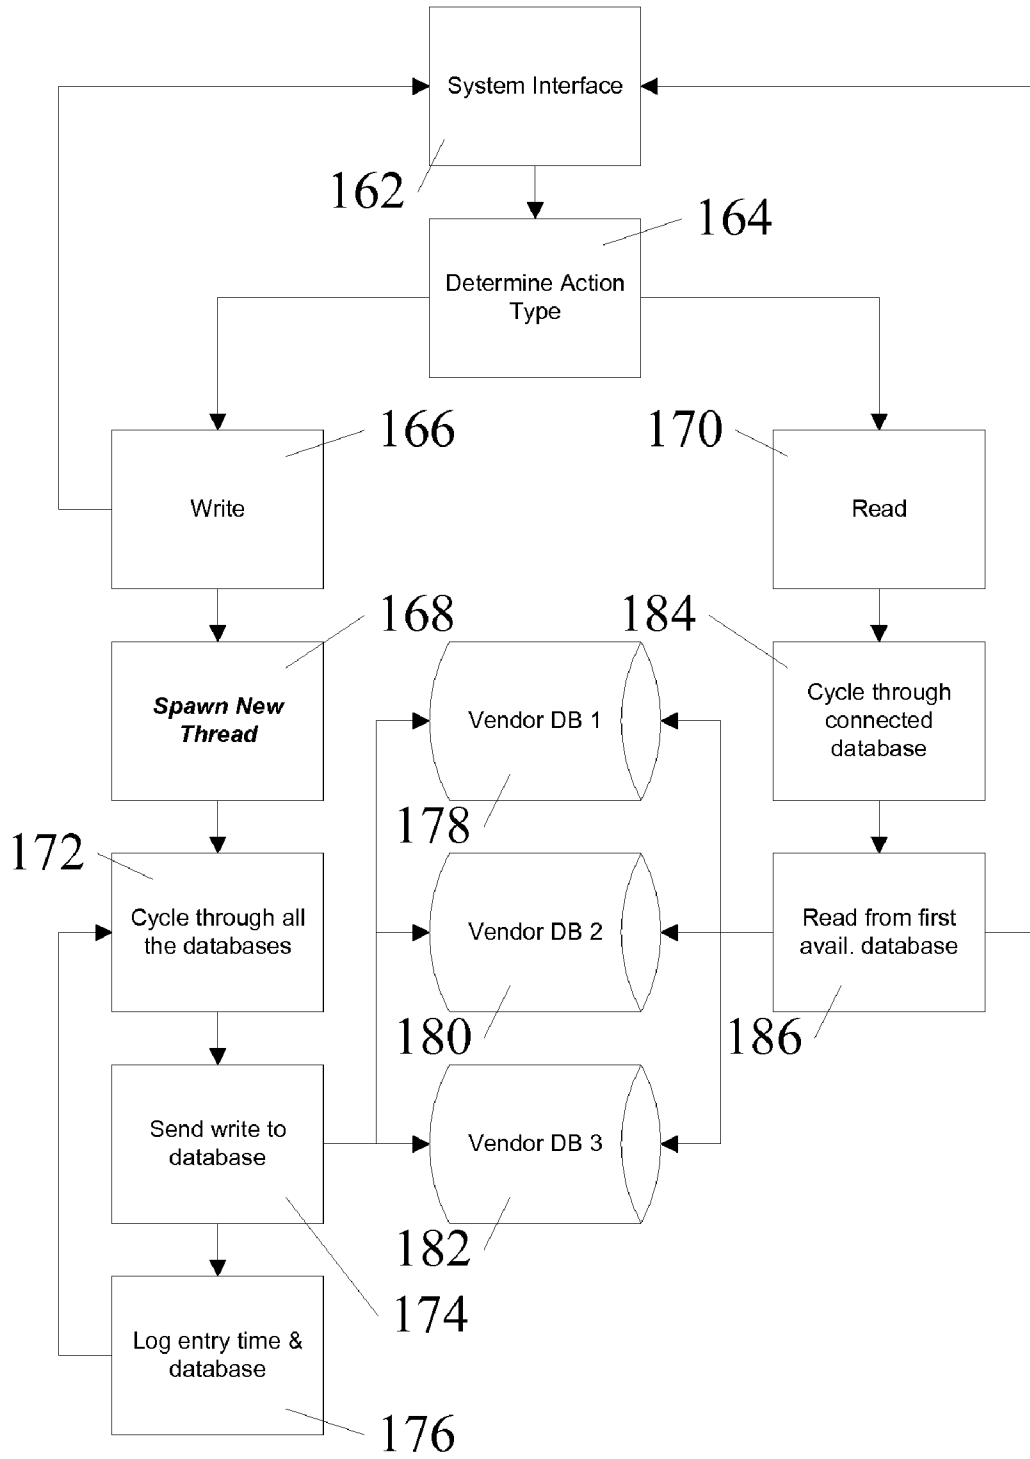 System Interface
162
164
Determine Action
Type
166
170
Write
Read
168
184
Spawn New
Thread
Vendor DB 1
Cycle through
connected
database
178
172
Cycle through all
the databases
Vendor DB 2
Read from first
avail. database
180
186
Send write to
database
Vendor DB 3
182
174
Log entry time &
database
176